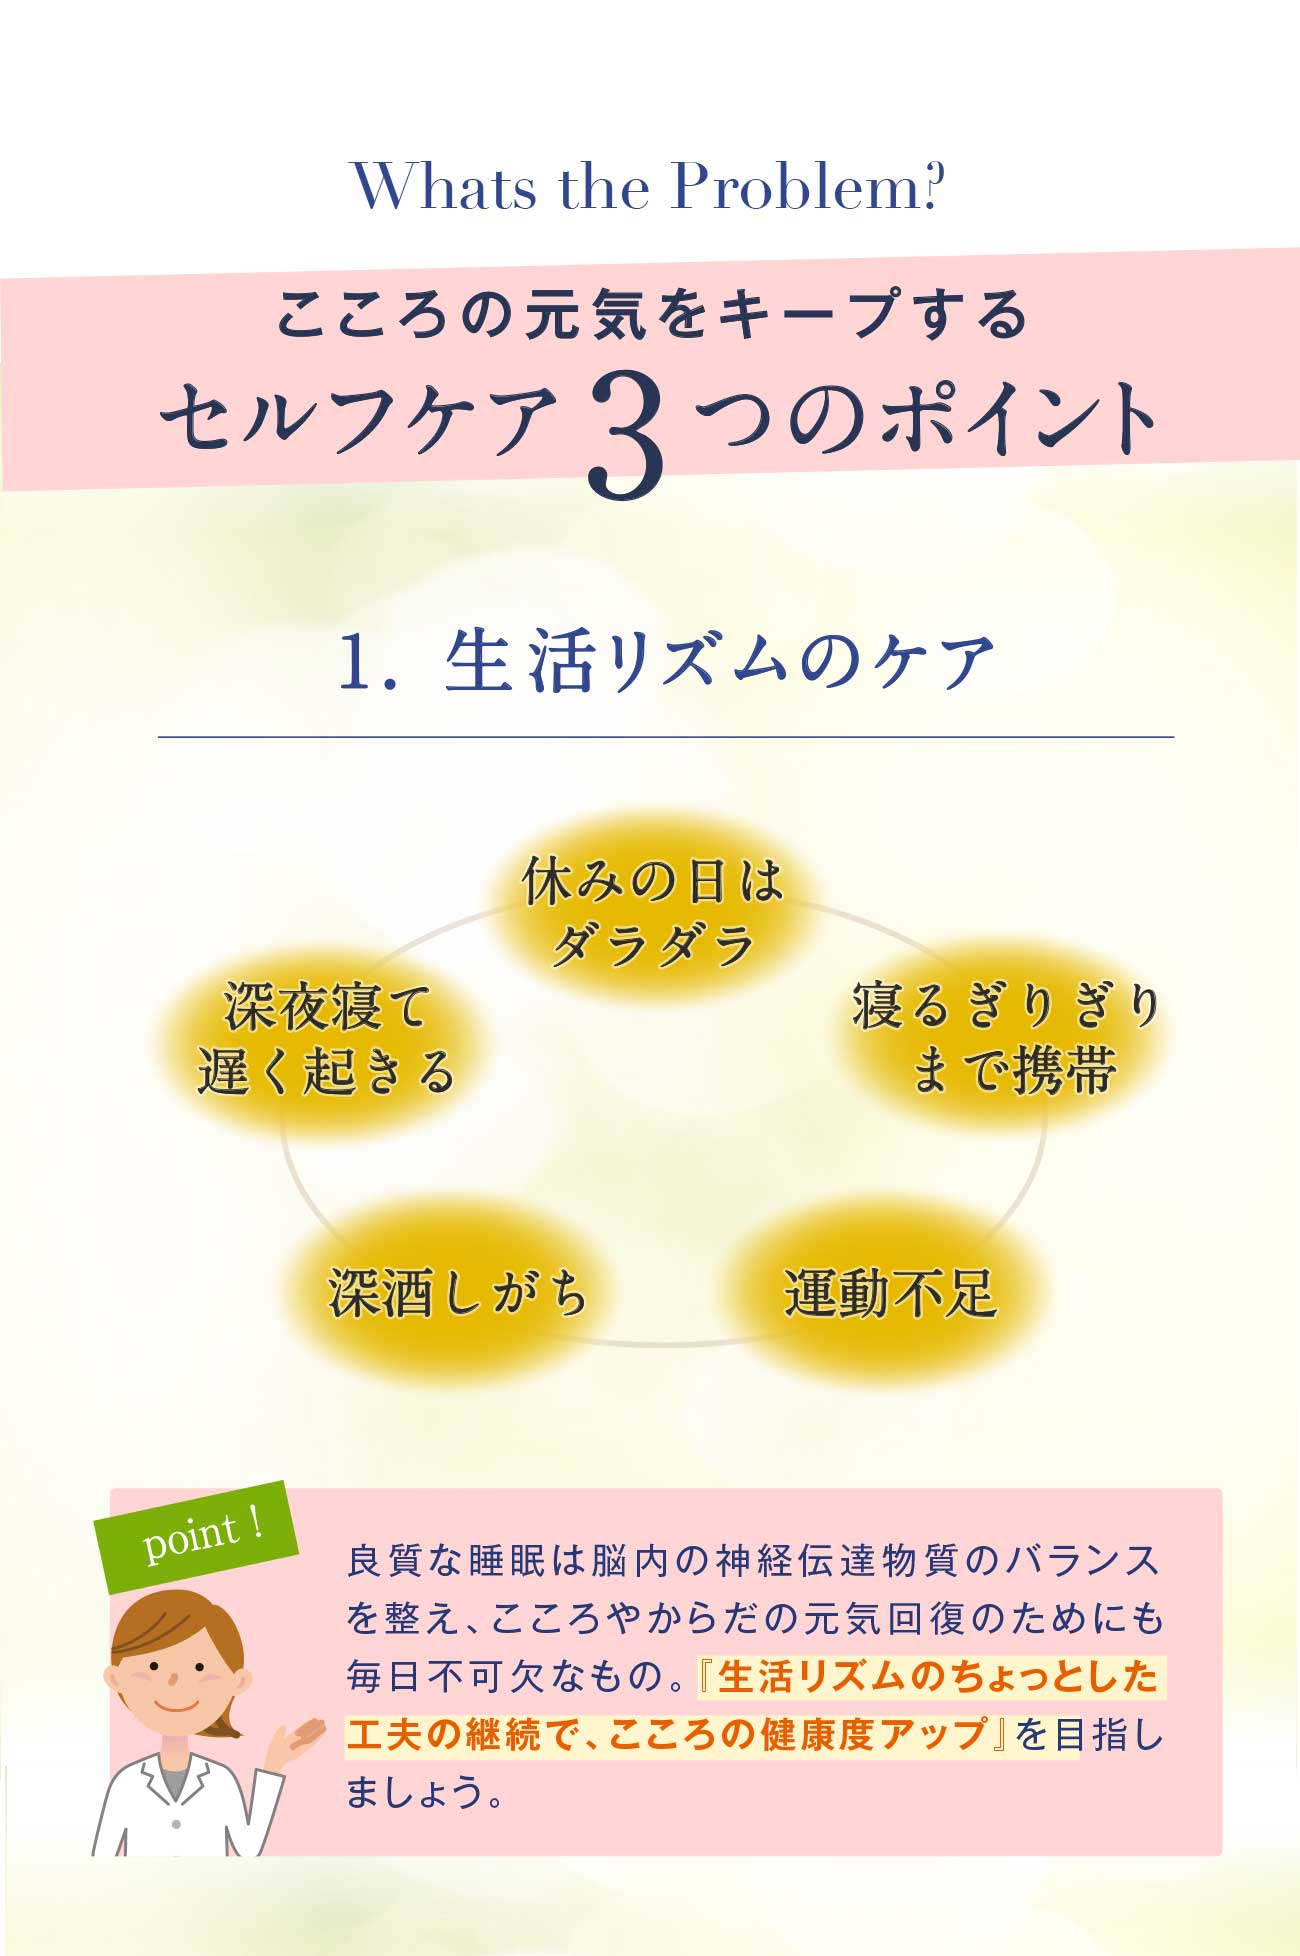 Whats the Problem?
こころの元気をキープする
セルフケア3つのポイント
1. 生活リズムのケア
休みの日は
ダラダラ
深夜寝て
遅く起きる
寝るぎりぎり
まで携帯
深酒しがち
運動不足
point !
良質な睡眠は脳内の神経伝達物質のバランス
を整え、こころやからだの元気回復のためにも
毎日不可欠なもの。『生活リズムのちょっとした
工夫の継続で、こころの健康度アップ』を目指し
ましょう。